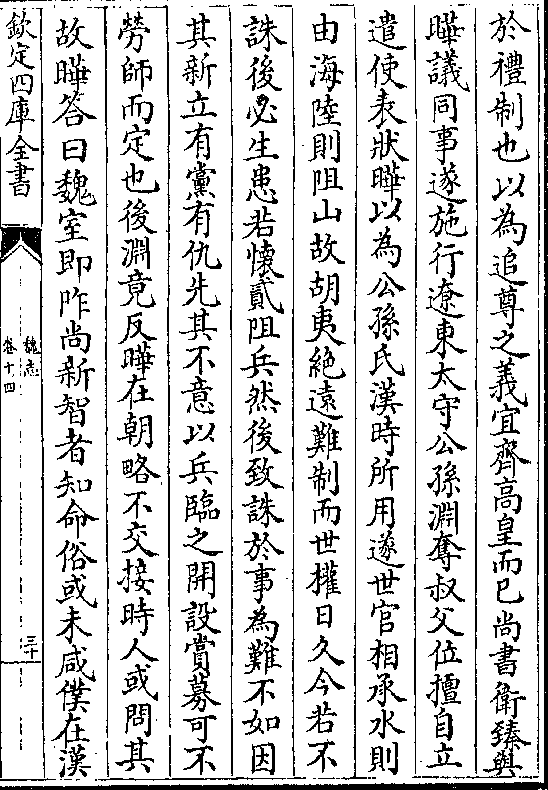 於禮制也以為追尊之義宜齊高皇而已尚書衛臻與
曄議同事遂施行遼東太守公孫淵奪叔父位擅自立
遣使表狀曄以為公孫氏漢時所用遂世官相承水則
由海陸則阻山故胡夷絶遠難制而世權日久今若不
誅後必生患若懷貳阻兵然後致誅於事為難不如因
其新立有黨有仇先其不意以兵臨之開設賞募可不
勞師而定也後淵竟反曄在朝略不交接時人或問其
故曄答曰魏室即阼尚新智者知命俗或未咸僕在漢
欽定四庫全書
魏志
卷十四
三十